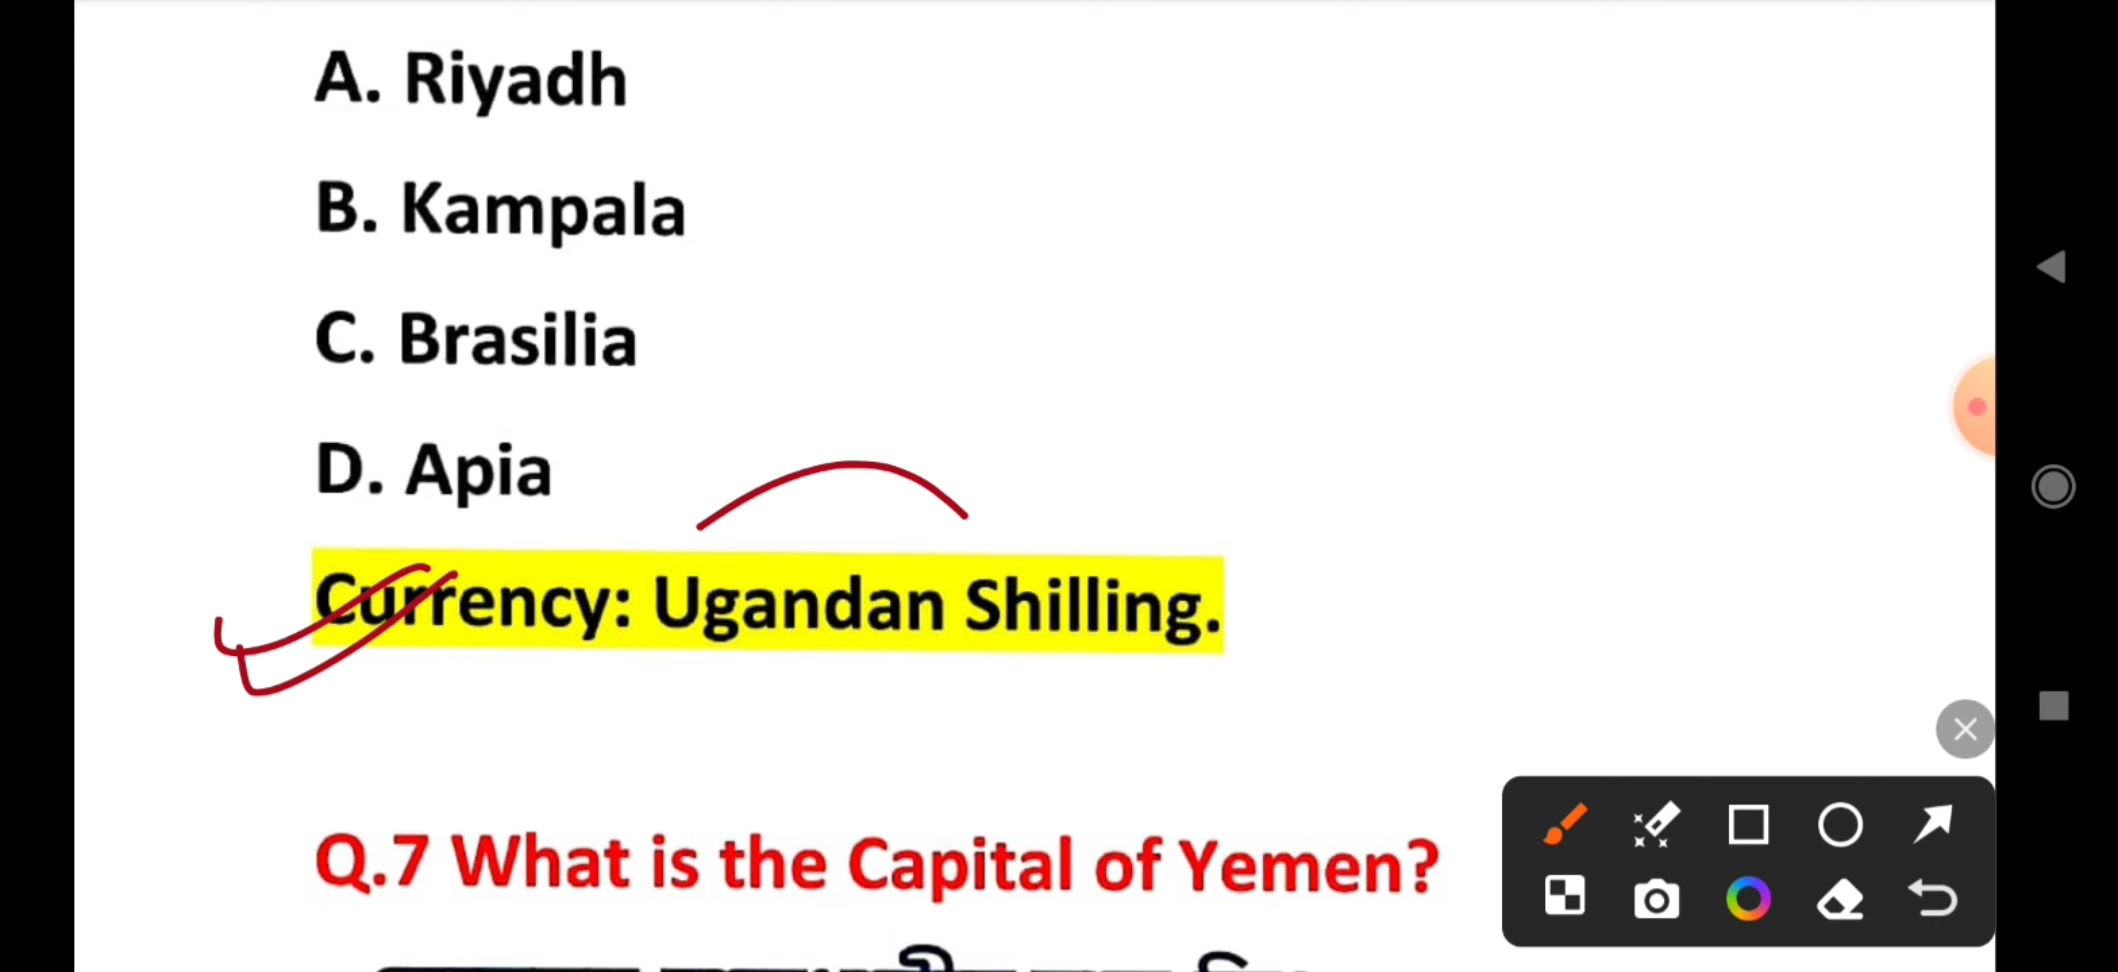 A. Riyadh
B. Kampala
C. Brasilia
D. Apia
Currency: Ugandan Shilling.
Q.7 What is the Capital of Yemen?